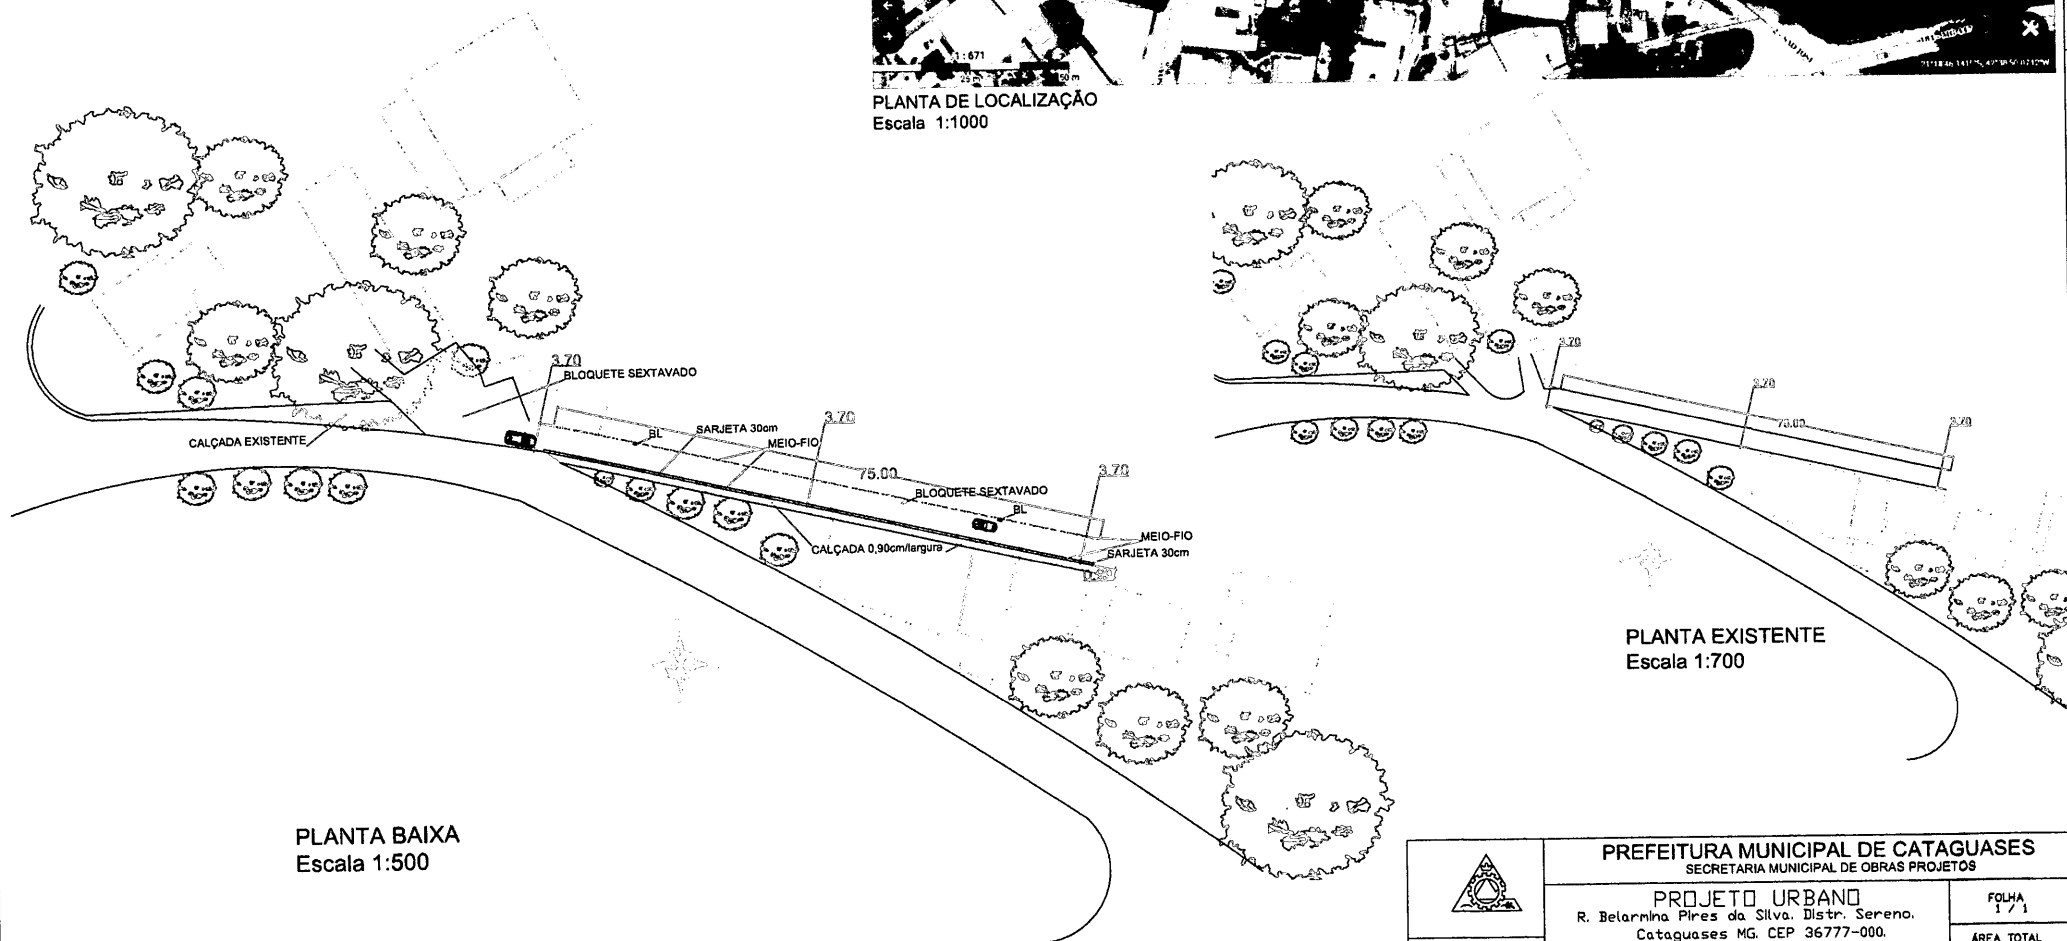 1:671
25 m
50 m
PLANTA DE LOCALIZAÇÃO
Escala 1:1000
3.70
BLOQUETE SEXTAVADO
3.70
BL
SARJETA 30cm
MEIO-FIO
CALÇADA EXISTENTE
75.00
3.70
BLOQUETE SEXTAVADO
BL
CALÇADA 0,90cm/largura
MEIO-FIO
SARJETA 30cm
PLANTA BAIXA
Escala 1:500
3.70
3.70
75.00
3.70
PLANTA EXISTENTE
Escala 1:700
PREFEITURA MUNICIPAL DE CATAGUASES
SECRETARIA MUNICIPAL DE OBRAS PROJETOS
PROJETO URBANO
R. Belarmina Pires da Silva. Distr. Sereno.
Cataguases MG. CEP 36777-000.
FOLHA
1 / 1
ÁREA TOTAL